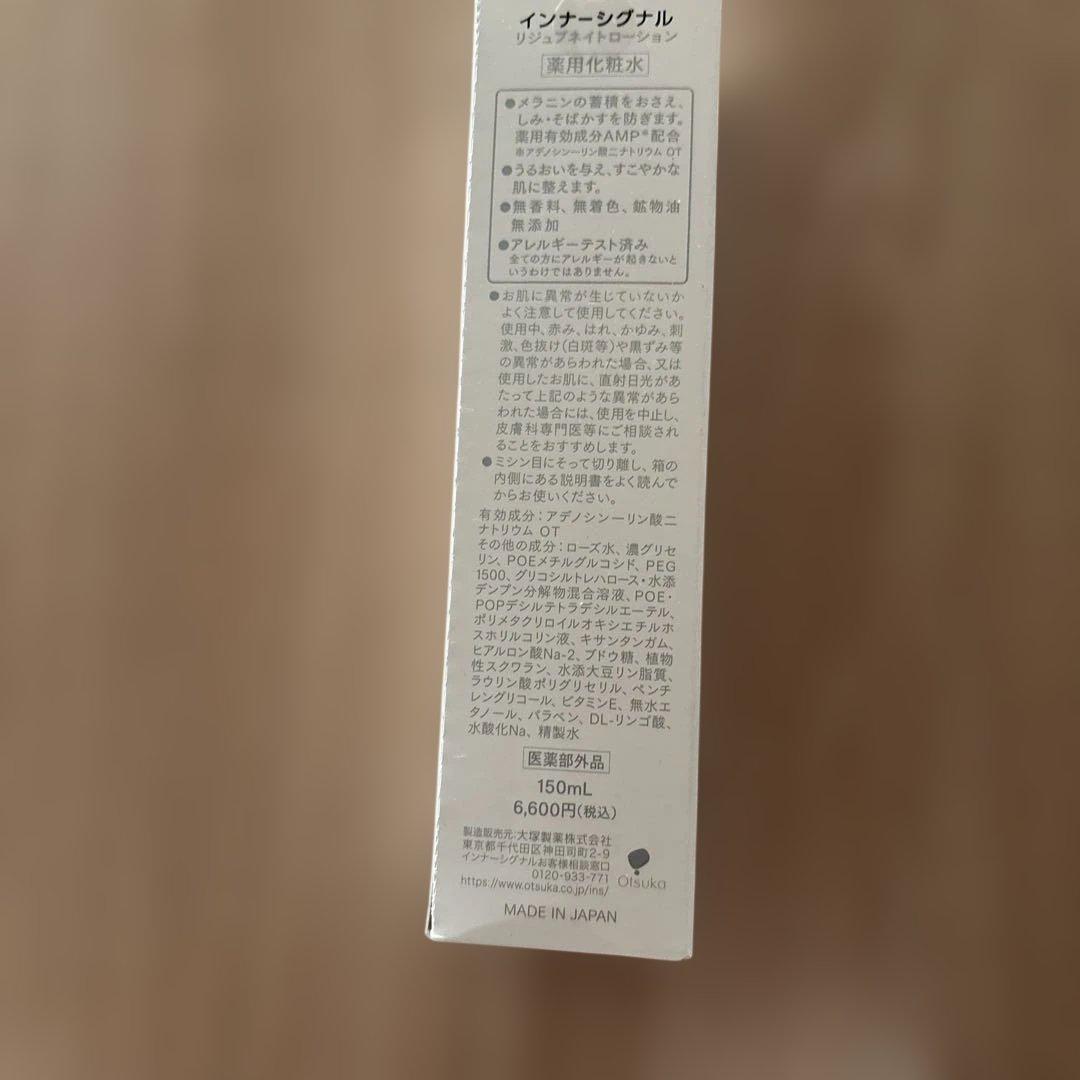 インナーシグナル
リジュブネイトローション
薬用化粧水
●メラニンの蓄積をおさえ、
しみ・そばかすを防ぎます。
薬用有効成分AMP※配合
※アデノシン一リン酸二ナトリウム OT
●うるおいを与え、すこやかな
肌に整えます。
●無香料、無着色、鉱物油
無添加
●アレルギーテスト済み
全ての方にアレルギーが起きないと
いうわけではありません。
●お肌に異常が生じていないか
よく注意して使用してください。
使用中、赤み、はれ、かゆみ、刺
激、色抜け(白斑等)や黒ずみ等
の異常があらわれた場合、又は
使用したお肌に、直射日光があ
たって上記のような異常があら
われた場合には、使用を中止し、
皮膚科専門医等にご相談され
ることをおすすめします。
●ミシン目にそって切り離し、箱の
内側にある説明書をよく読んで
からお使いください。
有効成分：アデノシン一リン酸二
ナトリウム OT
その他の成分：ローズ水、濃グリセ
リン、POEメチルグルコシド、PEG
1500、グリコシルトレハロース・水添
デンプン分解物混合溶液、POE・
POPデシルテトラデシルエーテル、
ポリメタクリロイルオキシエチルホ
スホリルコリン液、キサンタンガム、
ヒアルロン酸Na-2、ブドウ糖、植物
性スクワラン、水添大豆リン脂質、
ラウリン酸ポリグリセリル、ペンチ
レングリコール、ビタミンE、無水エ
タノール、パラベン、DL-リンゴ酸、
水酸化Na、精製水
医薬部外品
150mL
6,600円(税込)
製造販売元:大塚製薬株式会社
東京都千代田区神田司町2-9
インナーシグナルお客様相談窓口
0120-933-771
https://www.otsuka.co.jp/ins/
Otsuka
MADE IN JAPAN